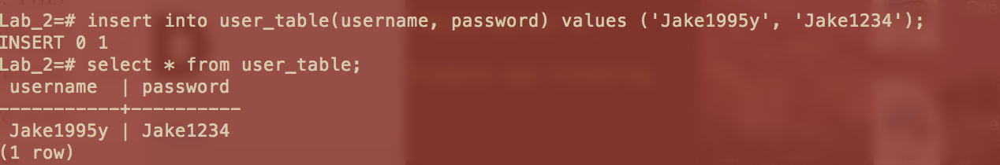 Lab_2=# insert into user_table(username, password) values ('Jake1995y', 'Jake1234');
INSERT 0 1
Lab_2=# select * from user_table;
 username  | password
-----------+----------
 Jake1995y | Jake1234
(1 row)